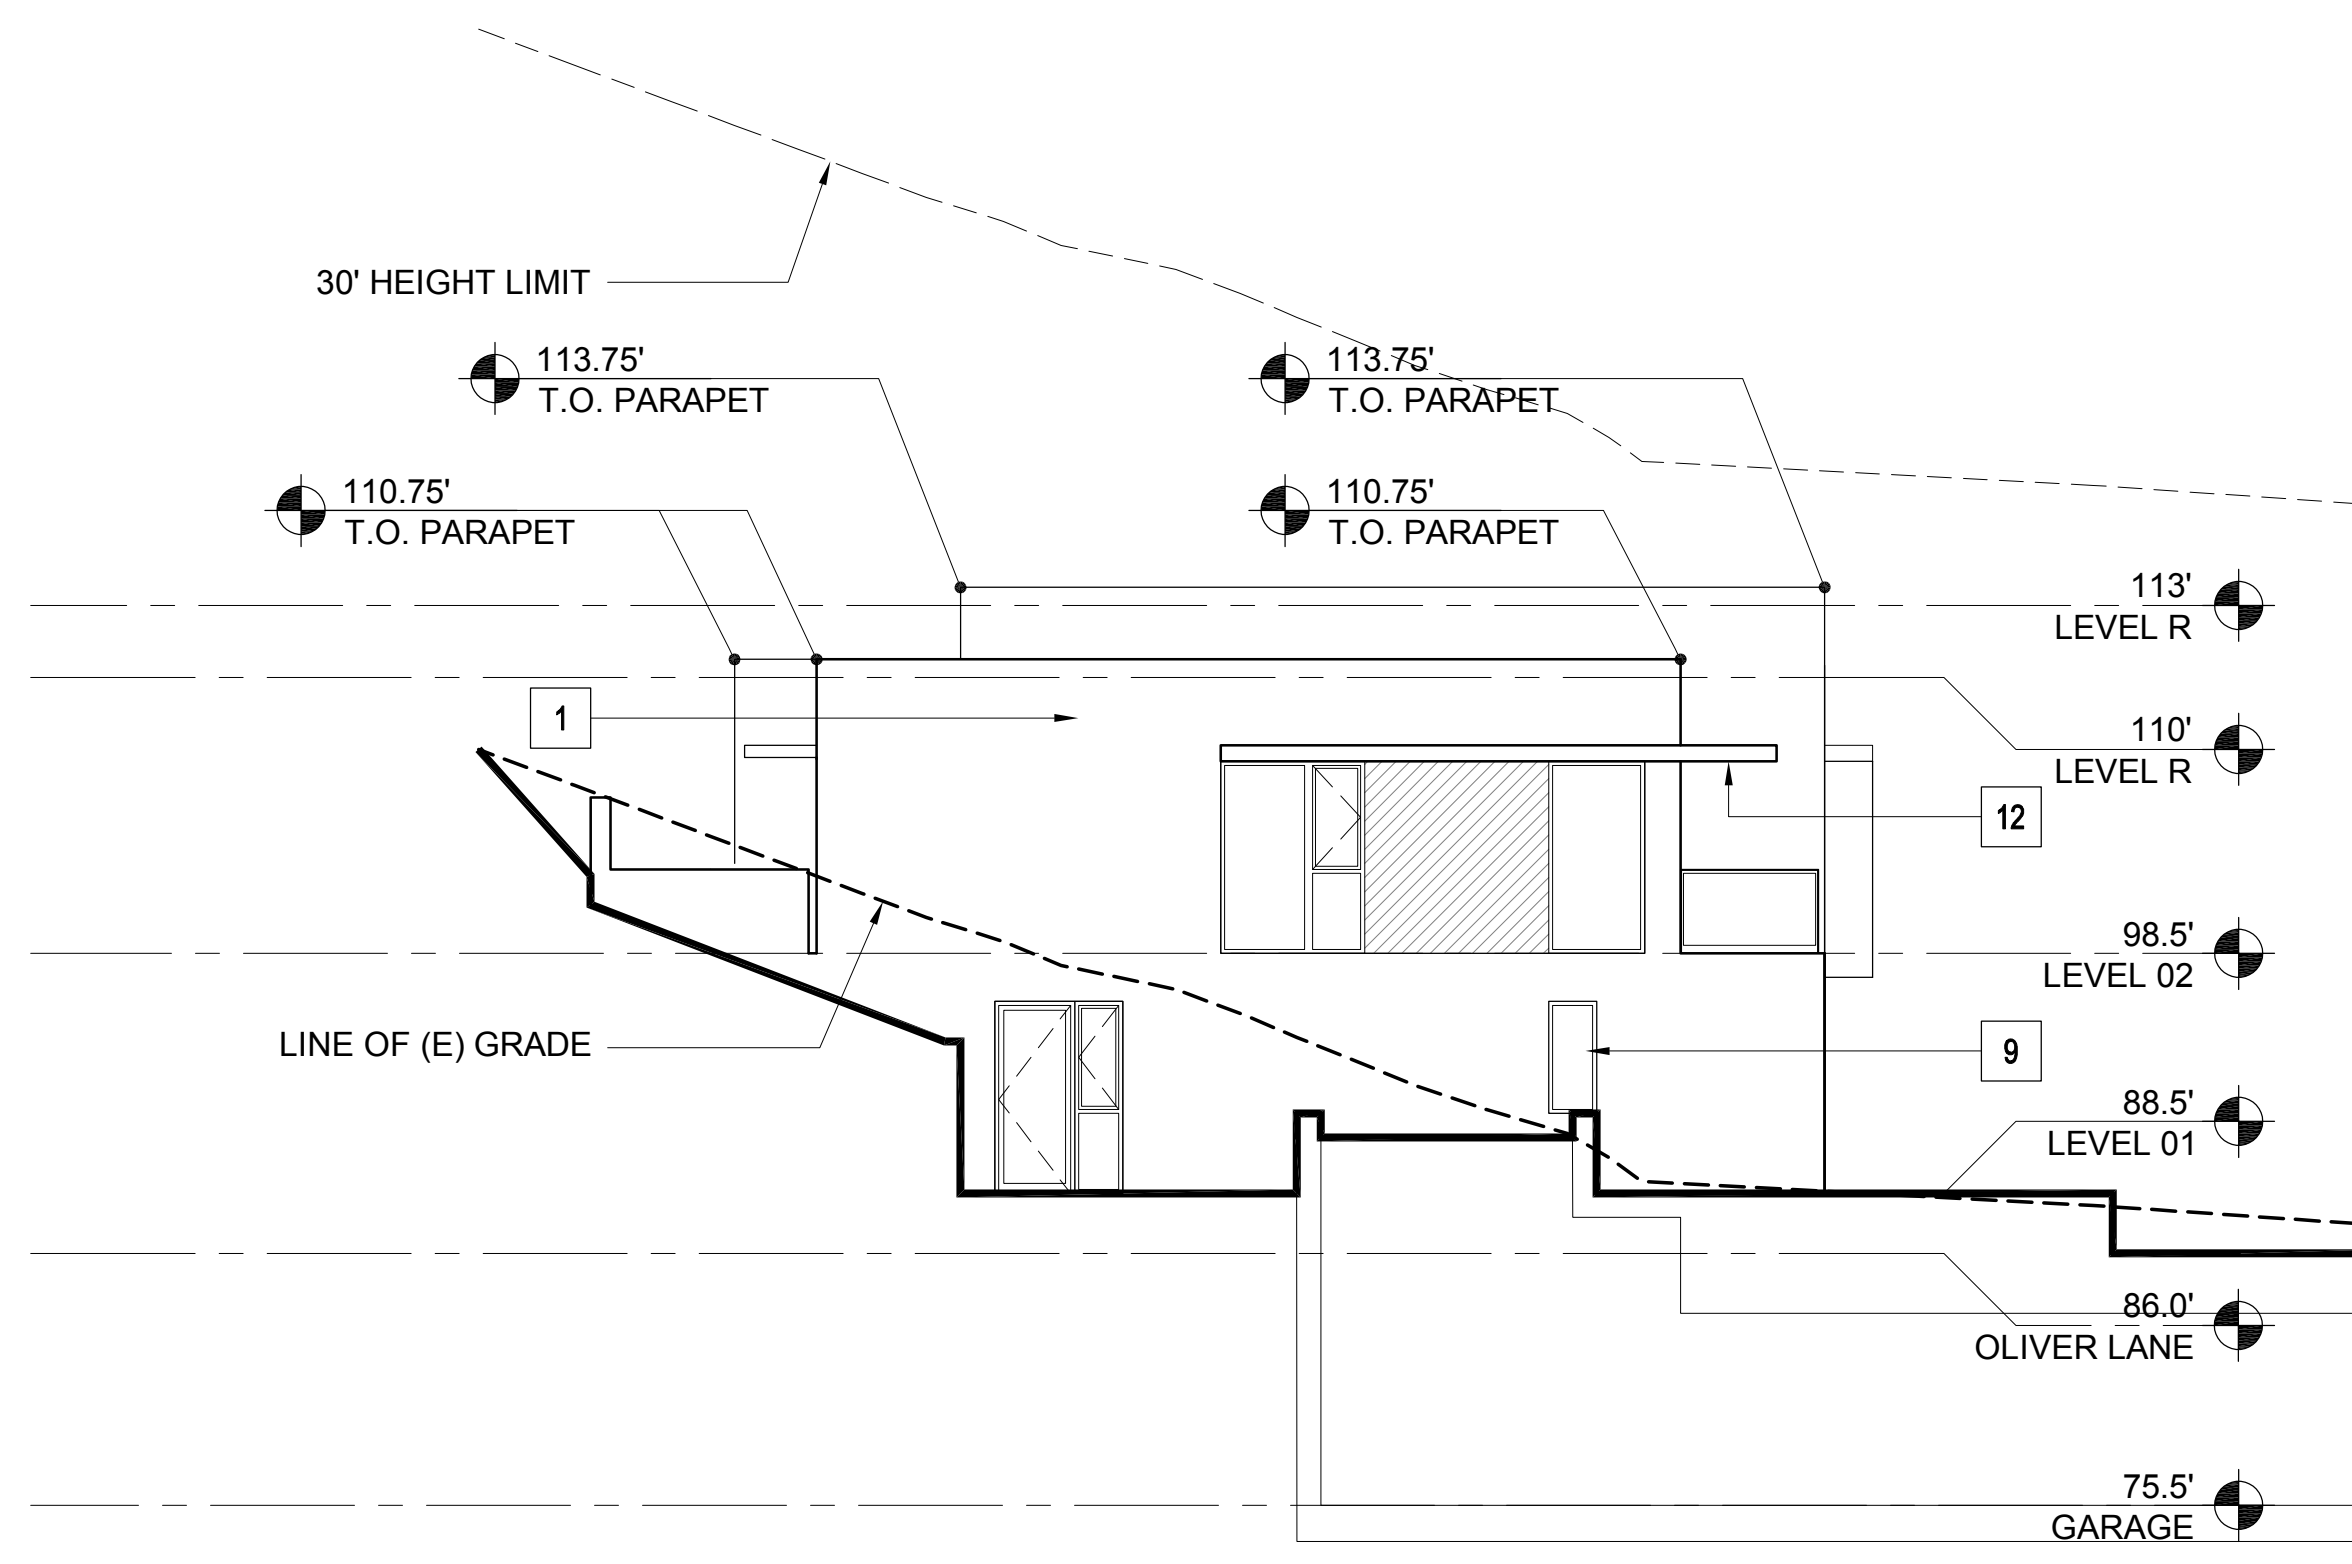 30' HEIGHT LIMIT
113.75'
T.O. PARAPET
113.75'
T.O. PARAPET
110.75'
T.O. PARAPET
110.75'
T.O. PARAPET
113'
LEVEL R
1
110'
LEVEL R
12
98.5'
LEVEL 02
LINE OF (E) GRADE
9
88.5'
LEVEL 01
86.0'
OLIVER LANE
75.5'
GARAGE